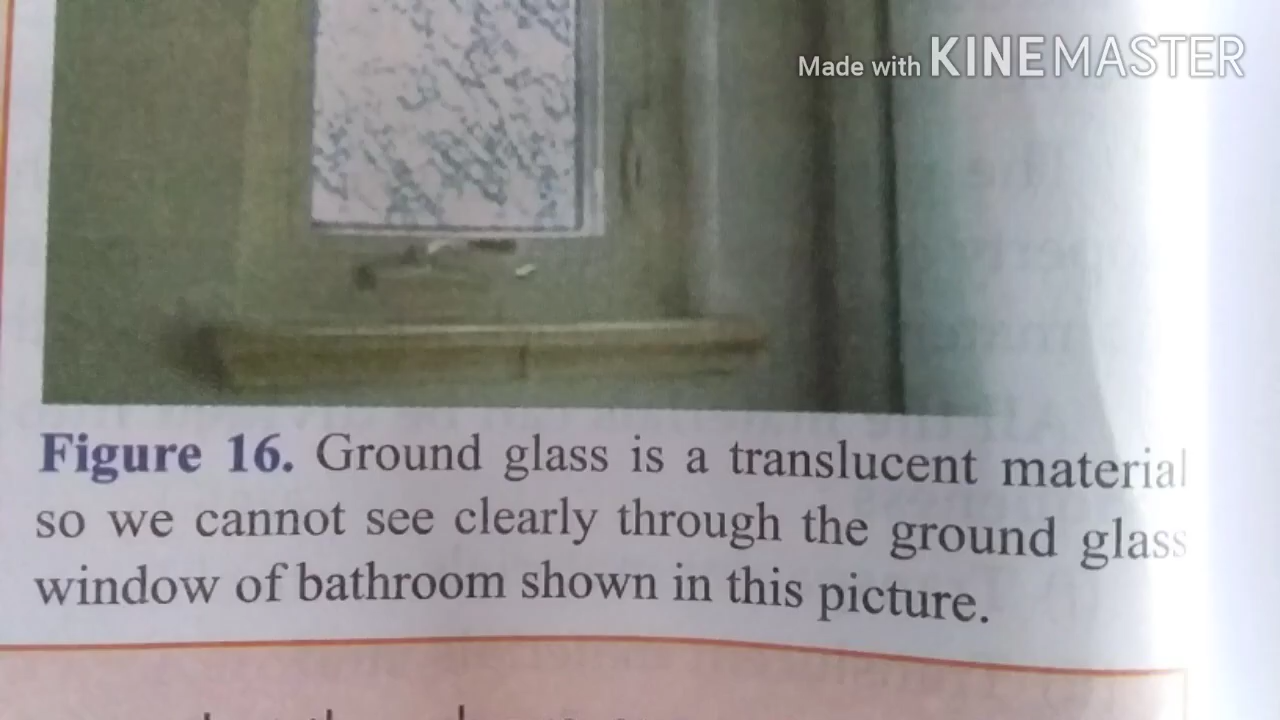 Made with KINEMASTER
Figure 16. Ground glass is a translucent material
so we cannot see clearly through the ground glass
window of bathroom shown in this picture.